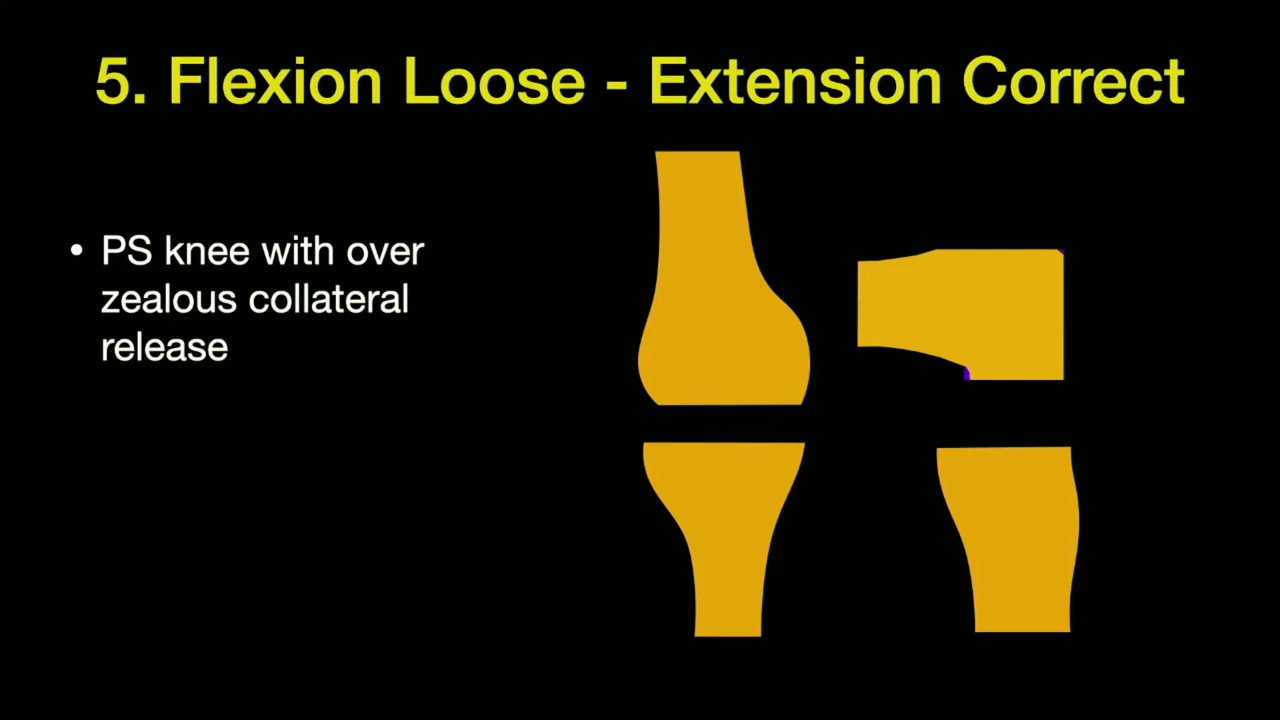 5. Flexion Loose - Extension Correct
• PS knee with over
zealous collateral
release